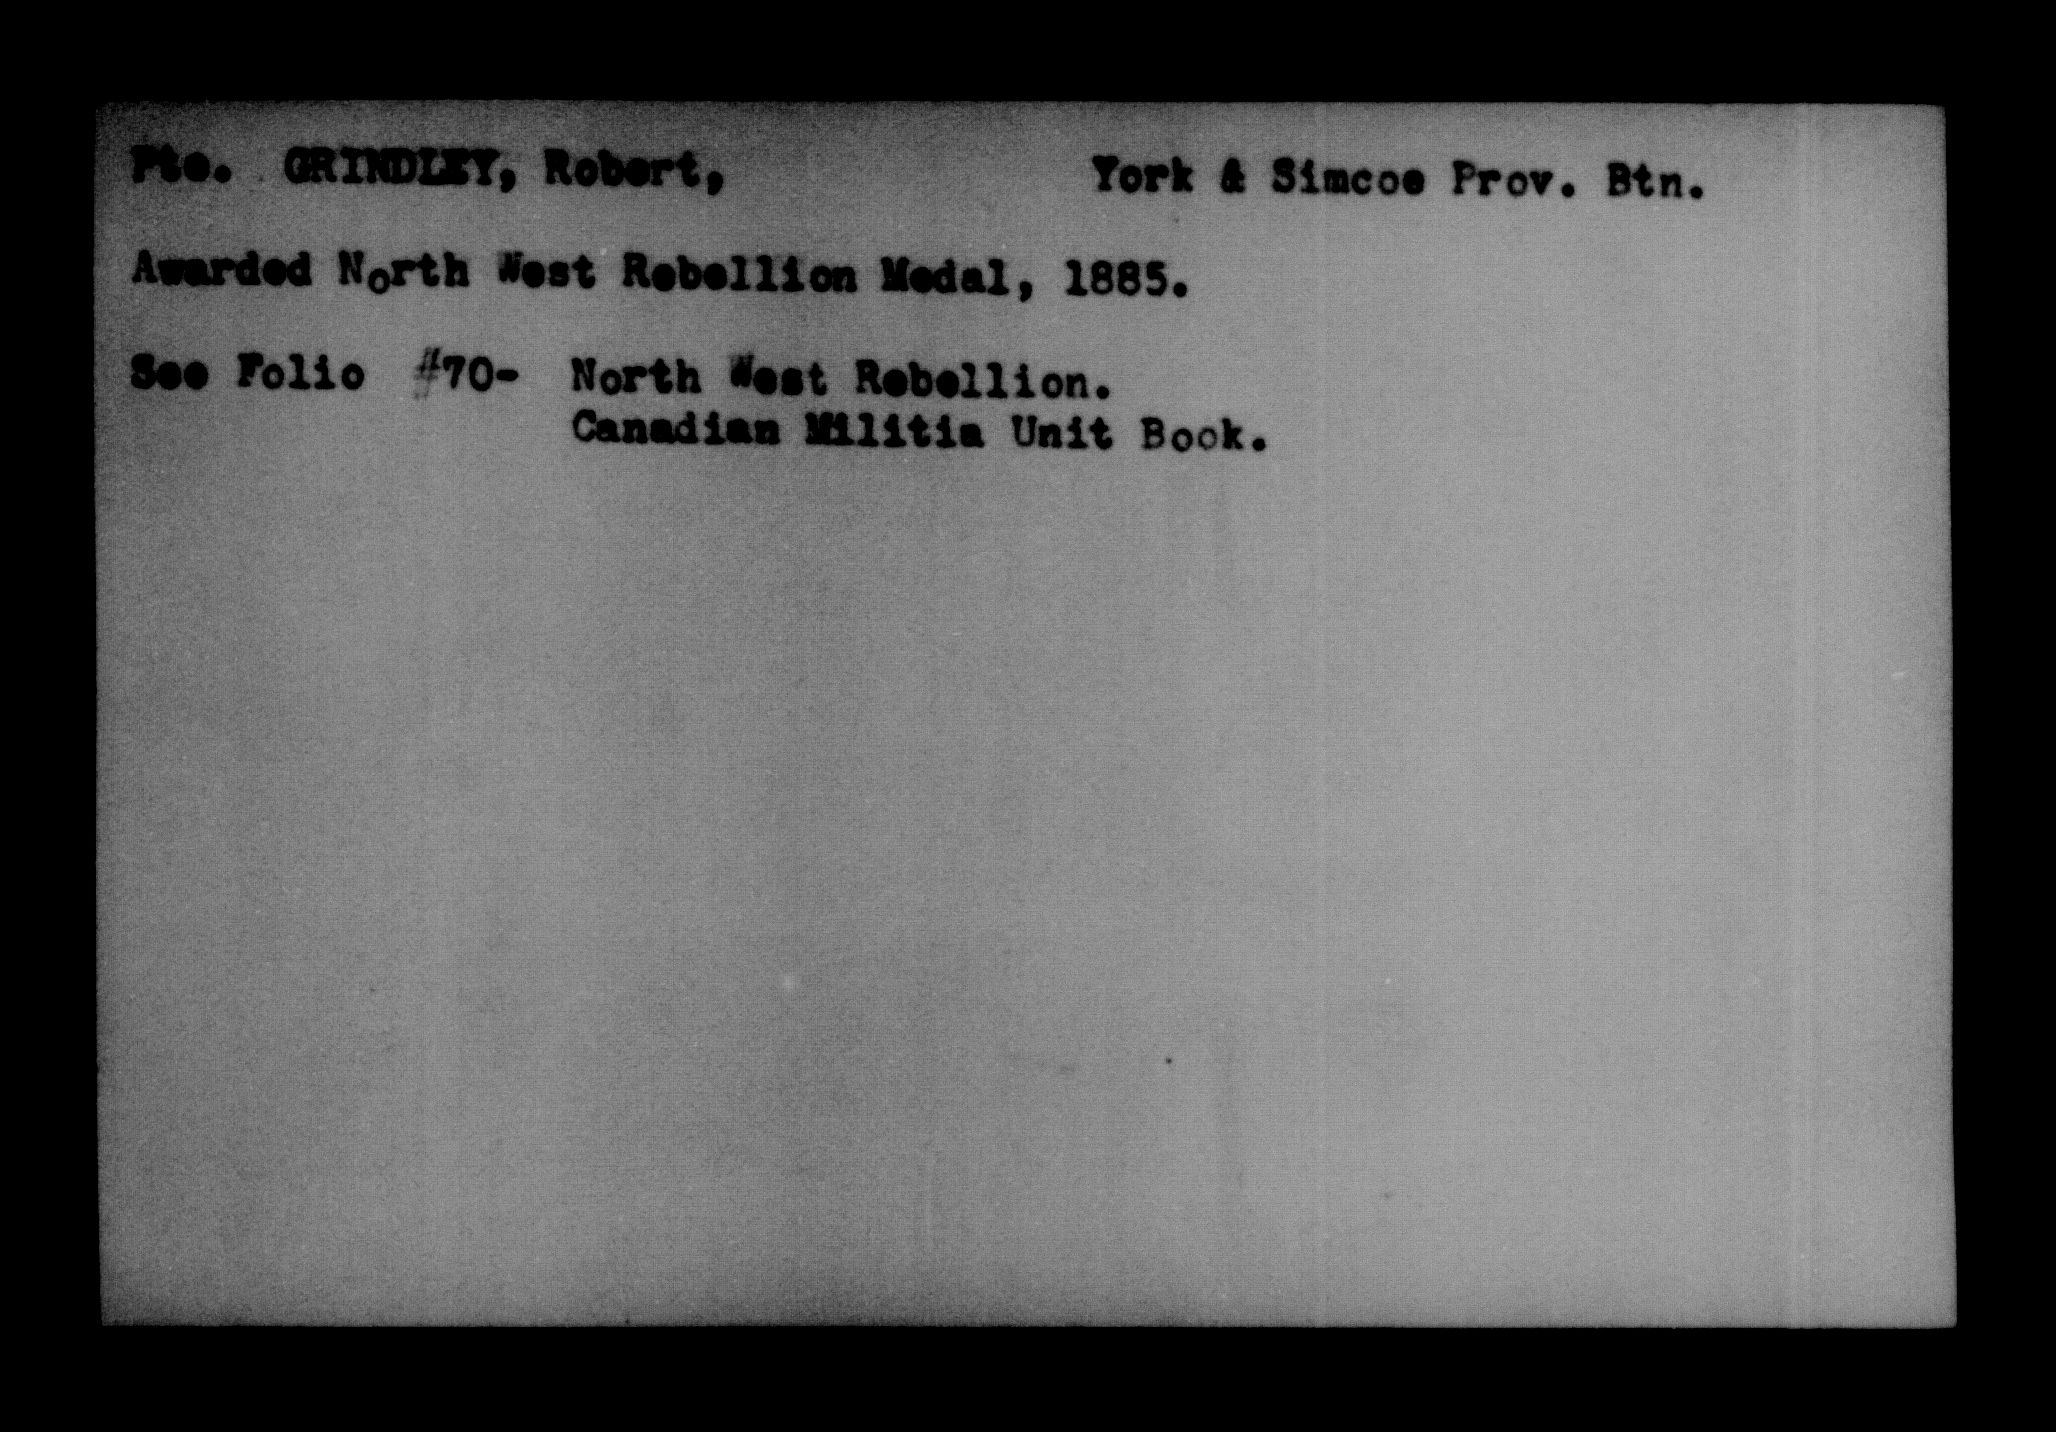 Pte. GRINDLEY, Robert, York & Simcoe Prov. Btn.
Awarded North West Rebellion Medal, 1885.
See Folio #70- North West Rebellion.
Canadian Militia Unit Book.